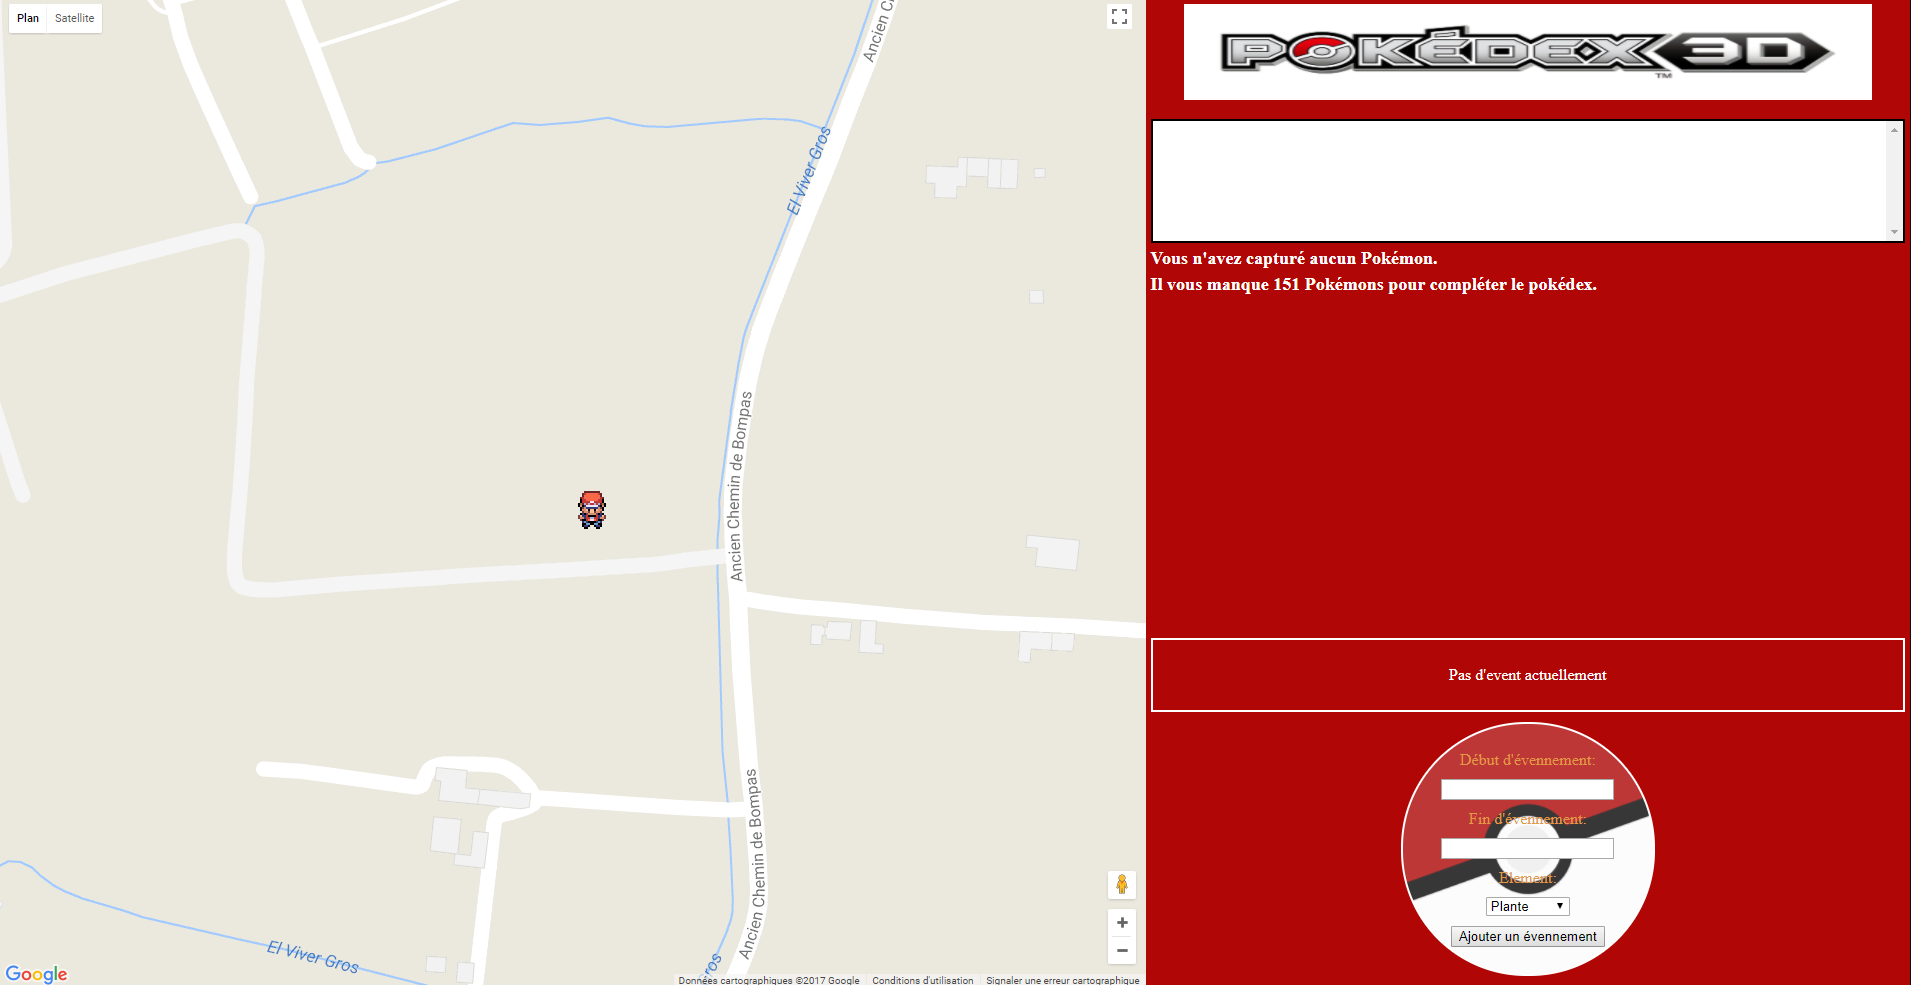 Plan
Satellite
Ancien C
El Viver Gros
Ancien Chemin de Bompas
Ancien Chemin de Bompas
El Viver Gros
Gros
Google
Données cartographiques ©2017 Google
Conditions d'utilisation
Signaler une erreur cartographique
POKÉDEX 3D
TM
Vous n'avez capturé aucun Pokémon.
Il vous manque 151 Pokémons pour compléter le pokédex.
Pas d'event actuellement
Début d'évennement:
Fin d'évennement:
Element:
Plante
Ajouter un évennement